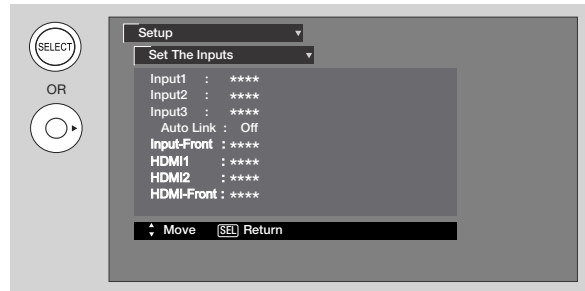 SELECT
OR
Setup
Set The Inputs
Input1 : ****
Input2 : ****
Input3 : ****
Auto Link : Off
Input-Front : ****
HDMI1 : ****
HDMI2 : ****
HDMI-Front : ****
Move SEL Return